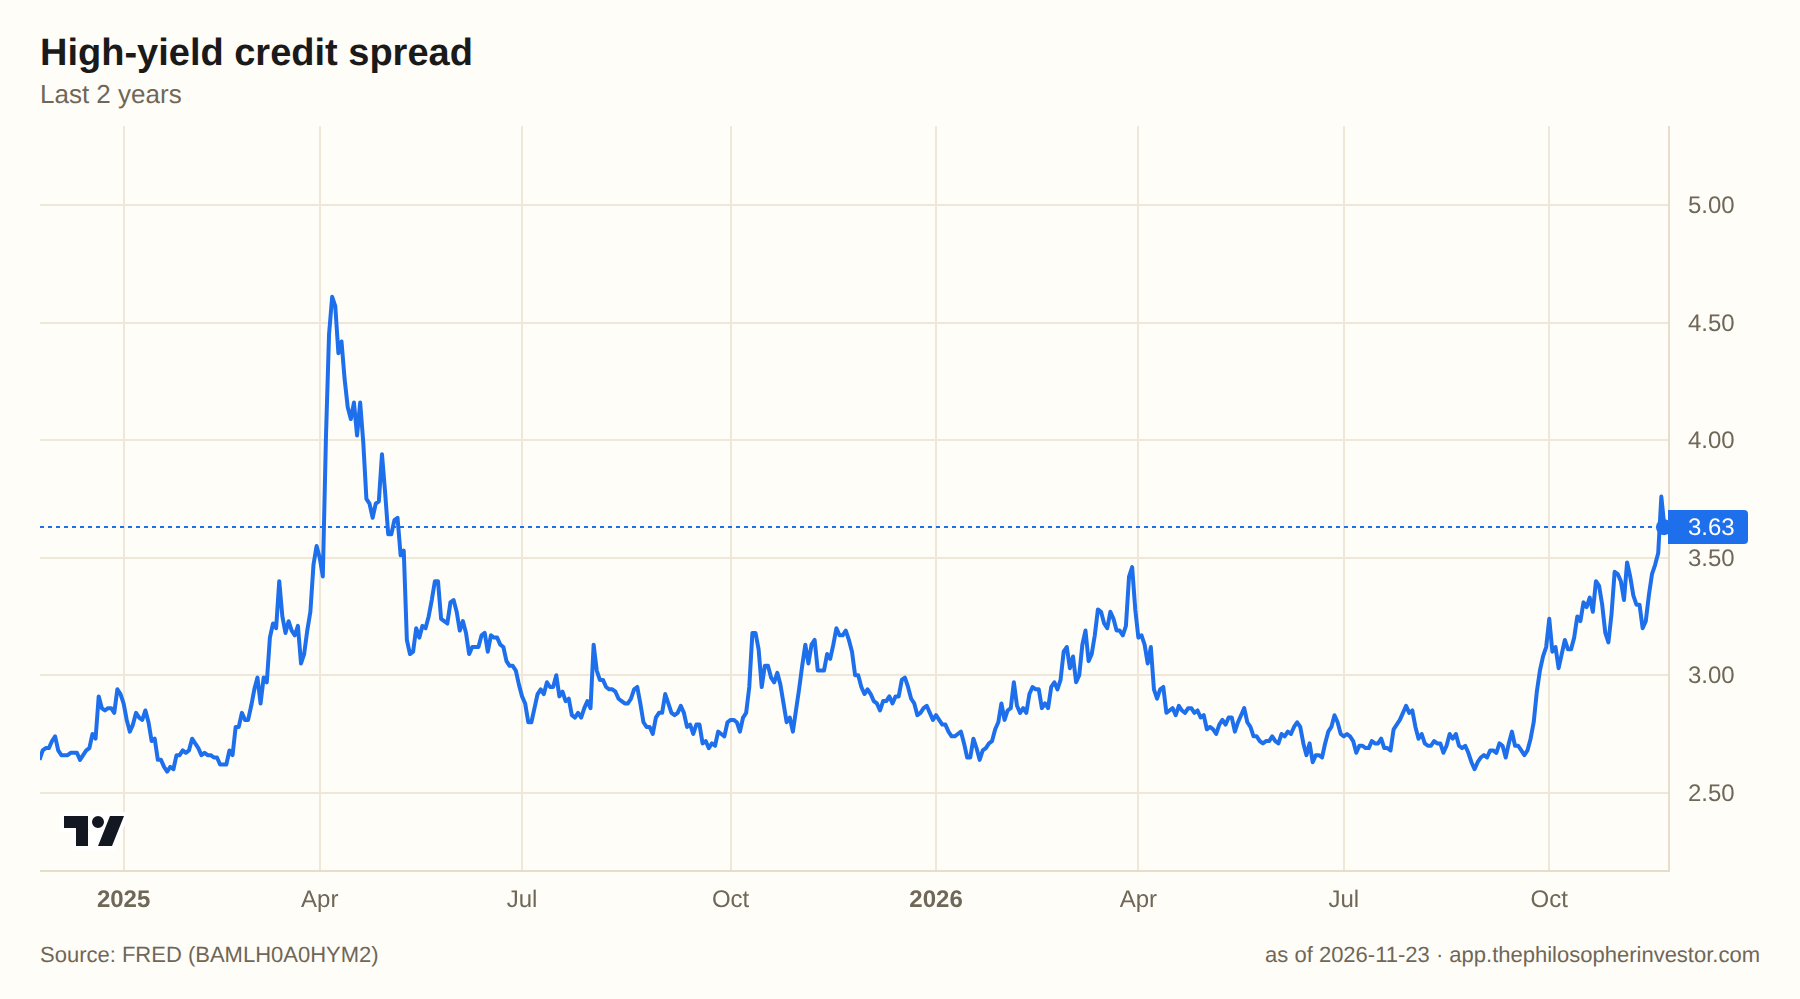 High-yield credit spread
Last 2 years
5.00
4.50
4.00
3.63
3.50
3.00
2.50
2025 Apr Jul Oct 2026 Apr Jul Oct
Source: FRED (BAMLH0A0HYM2)
as of 2026-11-23 · app.thephilosopherinvestor.com